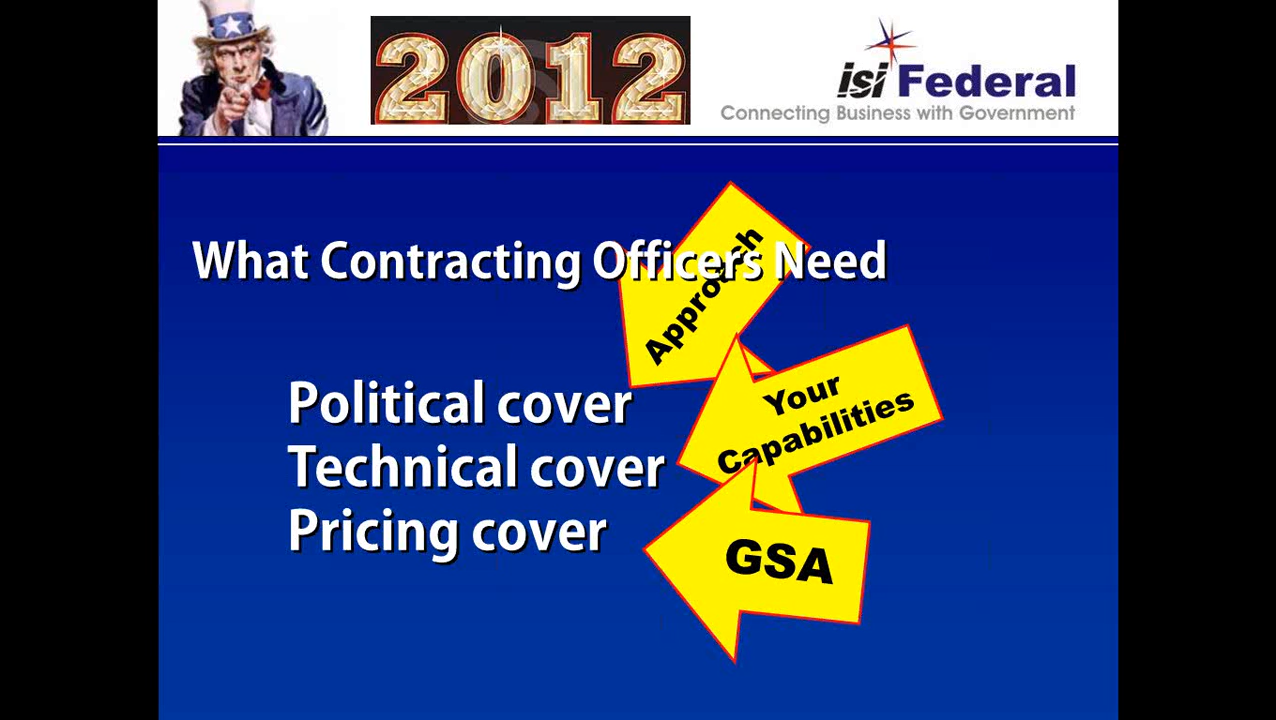 2012
isi Federal
Connecting Business with Government
What Contracting Officers Need
Approach
Political cover
Your
Capabilities
Technical cover
Pricing cover
GSA